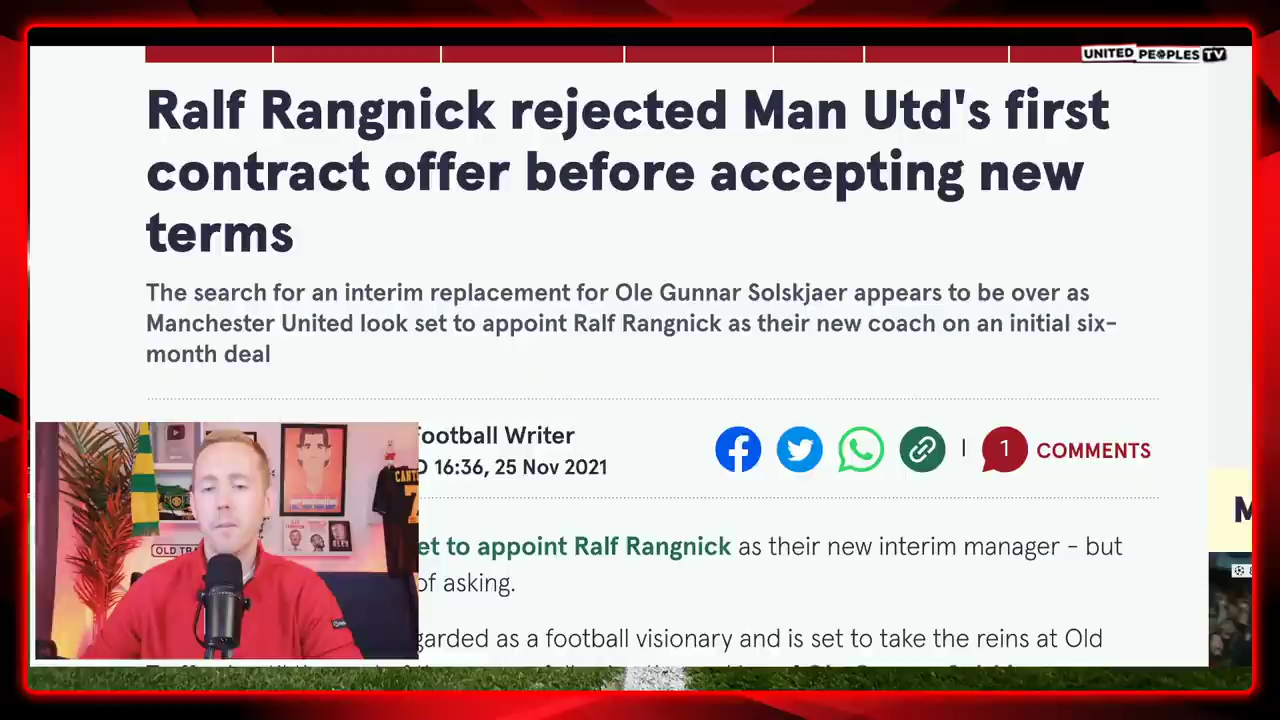 UNITED PEOPLES TV
Ralf Rangnick rejected Man Utd's first
contract offer before accepting new
terms
The search for an interim replacement for Ole Gunnar Solskjaer appears to be over as
Manchester United look set to appoint Ralf Rangnick as their new coach on an initial six-
month deal
Football Writer
16:36, 25 Nov 2021
1 COMMENTS
M
to appoint Ralf Rangnick as their new interim manager - but
of asking.
as a football visionary and is set to take the reins at Old
OLD